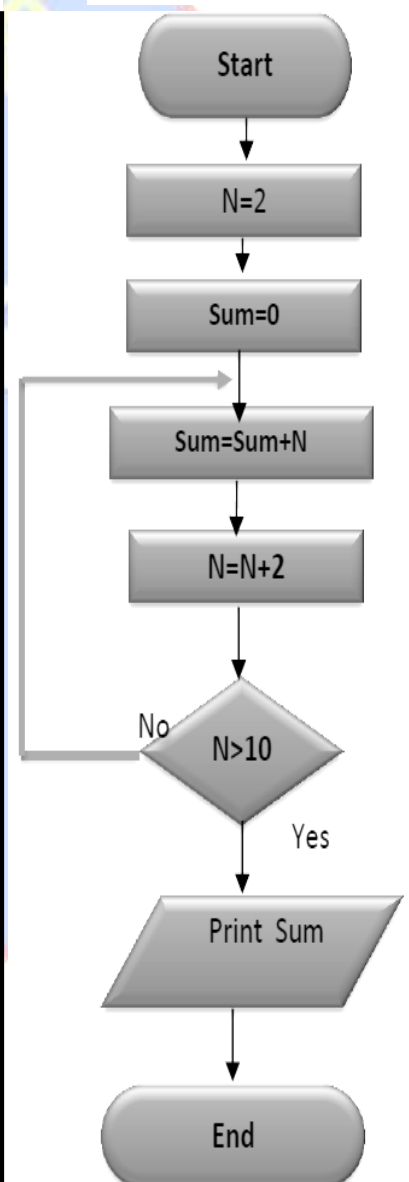 Start
N=2
Sum=0
Sum=Sum+N
N=N+2
No
N>10
Yes
Print Sum
End